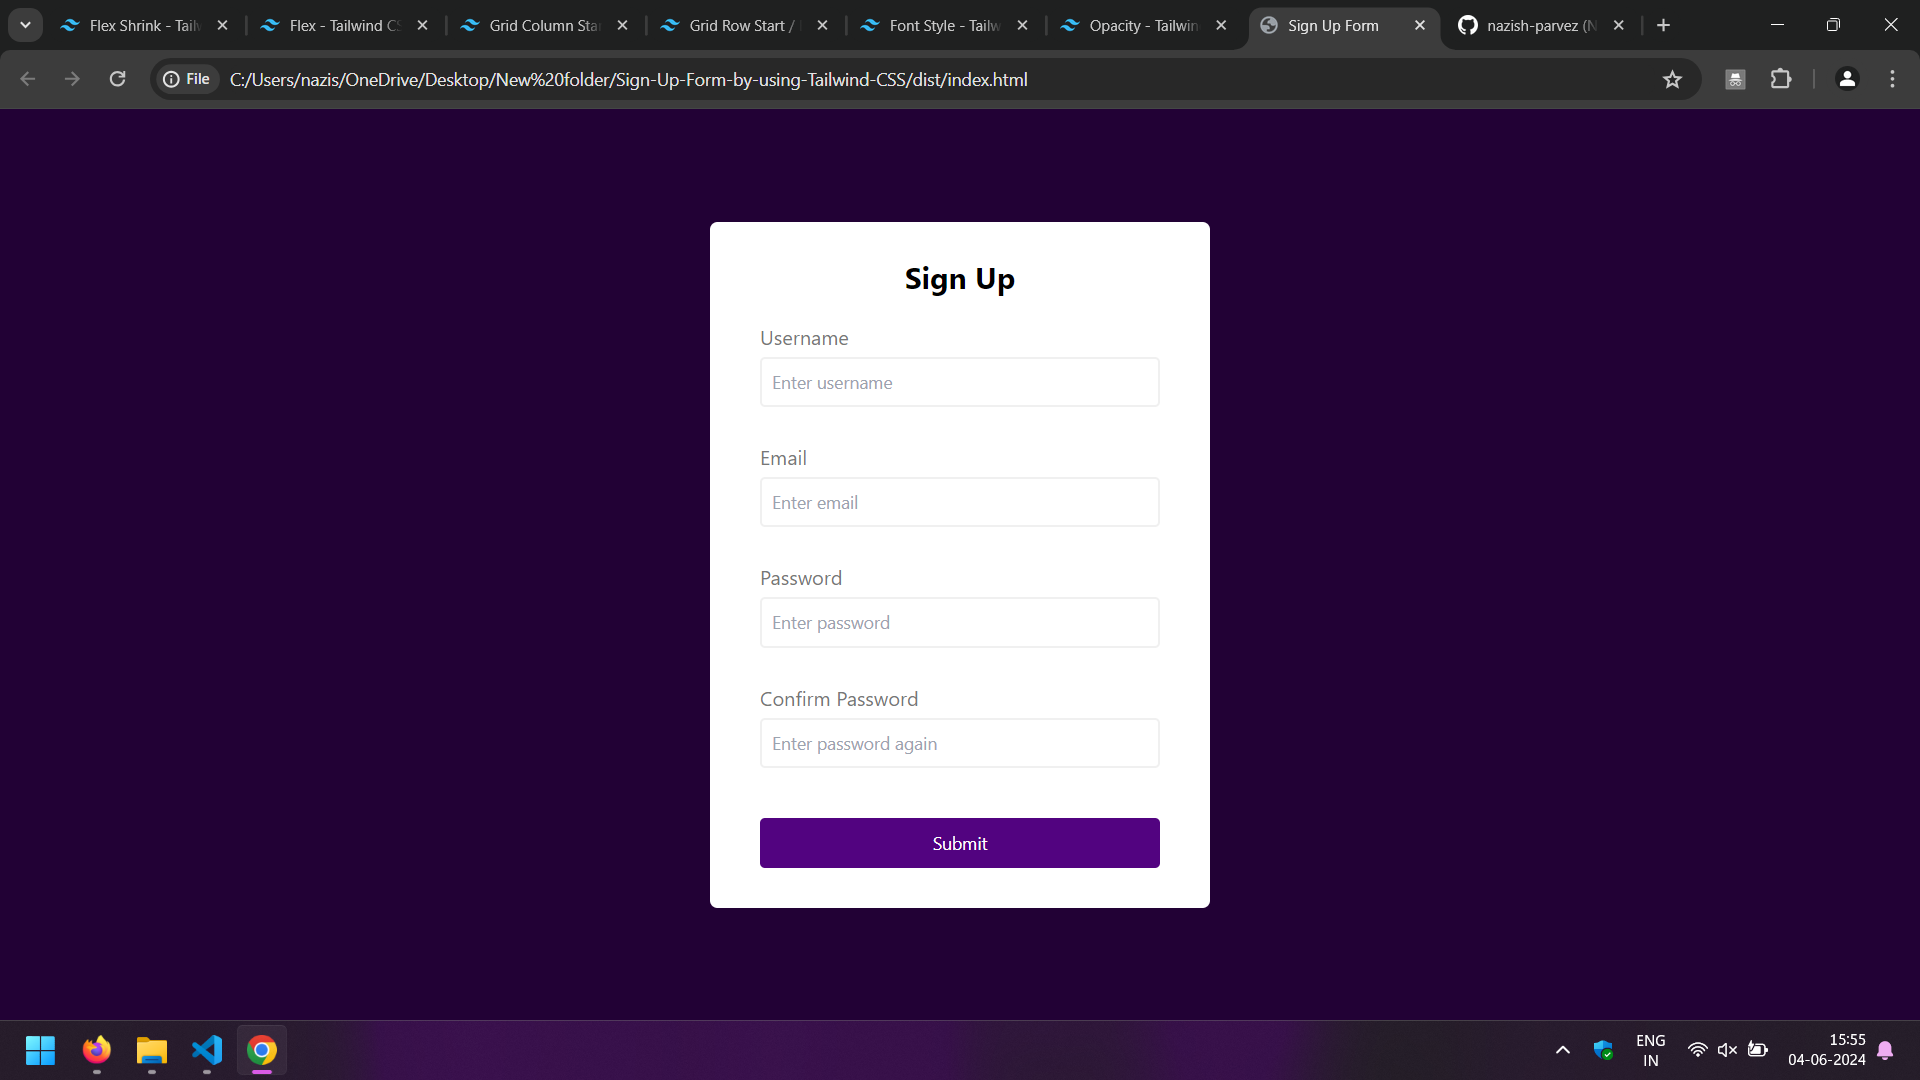 Flex Shrink - Tail
Flex - Tailwind CS
Grid Column Star
Grid Row Start /
Font Style - Tailw
Opacity - Tailwin
Sign Up Form
nazish-parvez (N
File
C:/Users/nazis/OneDrive/Desktop/New%20folder/Sign-Up-Form-by-using-Tailwind-CSS/dist/index.html
Sign Up
Username
Enter username
Email
Enter email
Password
Enter password
Confirm Password
Enter password again
Submit
ENG
IN
15:55
04-06-2024